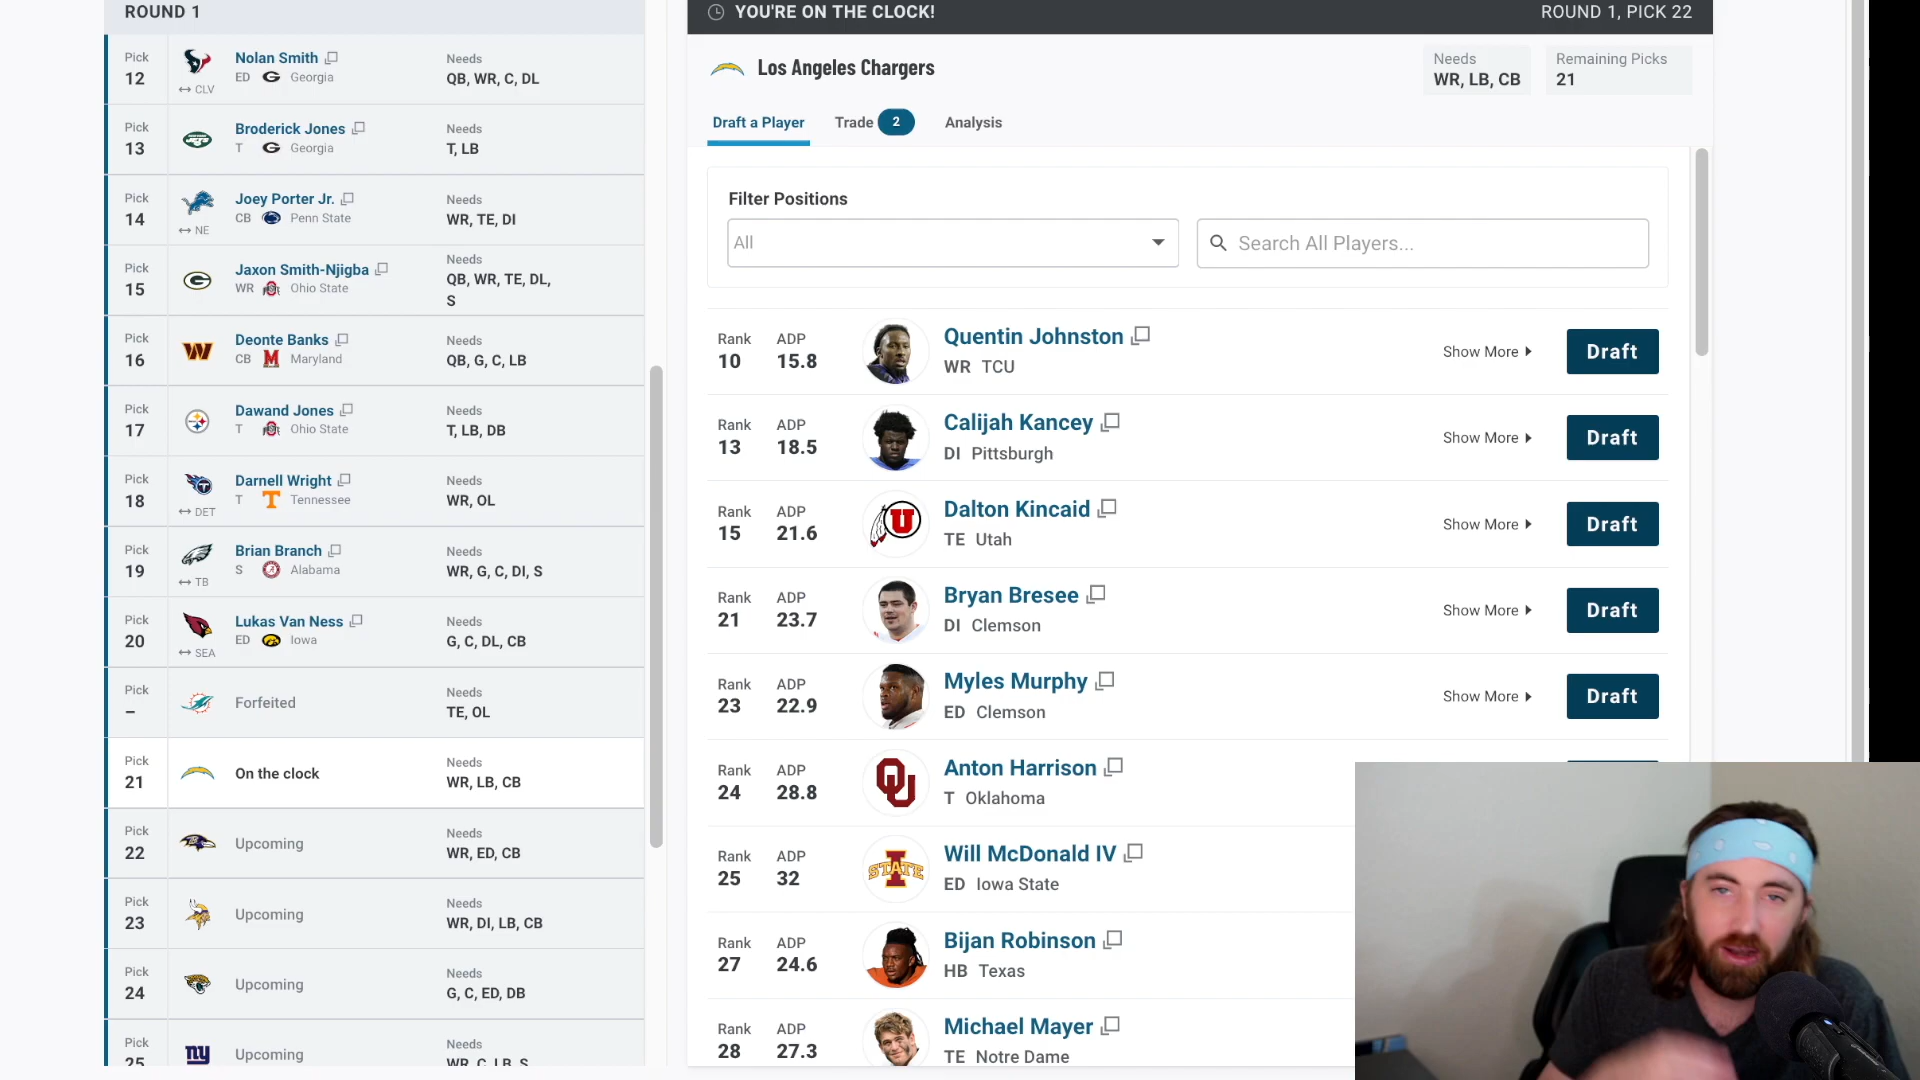 ROUND 1
Pick
12
CLV
Nolan Smith
ED G Georgia
Needs
QB, WR, C, DL
Pick
13
Broderick Jones
T G Georgia
Needs
T, LB
Pick
14
NE
Joey Porter Jr.
CB Penn State
Needs
WR, TE, DI
Pick
15
G
Jaxon Smith-Njigba
WR Ohio State
Needs
QB, WR, TE, DL,
S
Pick
16
W
Deonte Banks
CB M Maryland
Needs
QB, G, C, LB
Pick
17
Dawand Jones
T Ohio State
Needs
T, LB, DB
Pick
18
DET
Darnell Wright
T T Tennessee
Needs
WR, OL
Pick
19
TB
Brian Branch
S Alabama
Needs
WR, G, C, DI, S
Pick
20
SEA
Lukas Van Ness
ED Iowa
Needs
G, C, DL, CB
Pick
–
Forfeited
Needs
TE, OL
Pick
21
On the clock
Needs
WR, LB, CB
Pick
22
Upcoming
Needs
WR, ED, CB
Pick
23
Upcoming
Needs
WR, DI, LB, CB
Pick
24
Upcoming
Needs
G, C, ED, DB
Pick
25
ny
Upcoming
Needs
WR, C, LB, S
YOU'RE ON THE CLOCK!
ROUND 1, PICK 22
Los Angeles Chargers
Needs
WR, LB, CB
Remaining Picks
21
Draft a Player
Trade 2
Analysis
Filter Positions
All
Search All Players...
Rank ADP
10 15.8
Quentin Johnston
WR TCU
Show More
Draft
Rank ADP
13 18.5
Calijah Kancey
DI Pittsburgh
Show More
Draft
Rank ADP
15 21.6
U
Dalton Kincaid
TE Utah
Show More
Draft
Rank ADP
21 23.7
Bryan Bresee
DI Clemson
Show More
Draft
Rank ADP
23 22.9
Myles Murphy
ED Clemson
Show More
Draft
Rank ADP
24 28.8
OU
Anton Harrison
T Oklahoma
Rank ADP
25 32
I STATE
Will McDonald IV
ED Iowa State
Rank ADP
27 24.6
Bijan Robinson
HB Texas
Rank ADP
28 27.3
Michael Mayer
TE Notre Dame